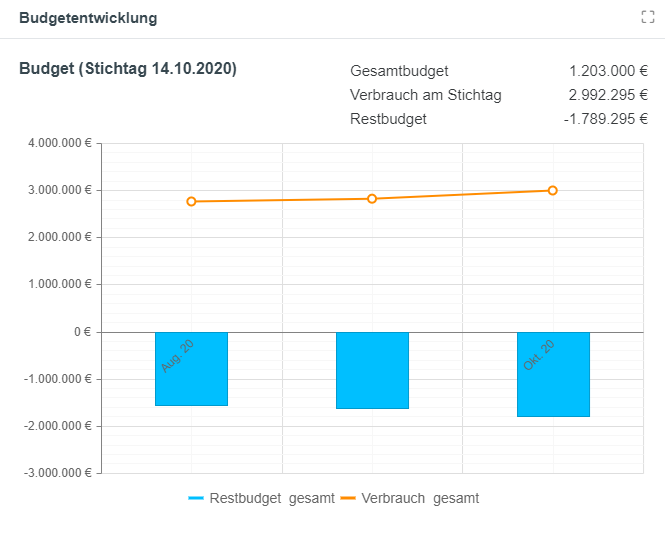 Budgetentwicklung
Budget (Stichtag 14.10.2020)
Gesamtbudget 1.203.000 €
Verbrauch am Stichtag 2.992.295 €
Restbudget -1.789.295 €
4.000.000 €
3.000.000 €
2.000.000 €
1.000.000 €
0 €
-1.000.000 €
-2.000.000 €
-3.000.000 €
Aug. 20
Okt. 20
Restbudget gesamt Verbrauch gesamt